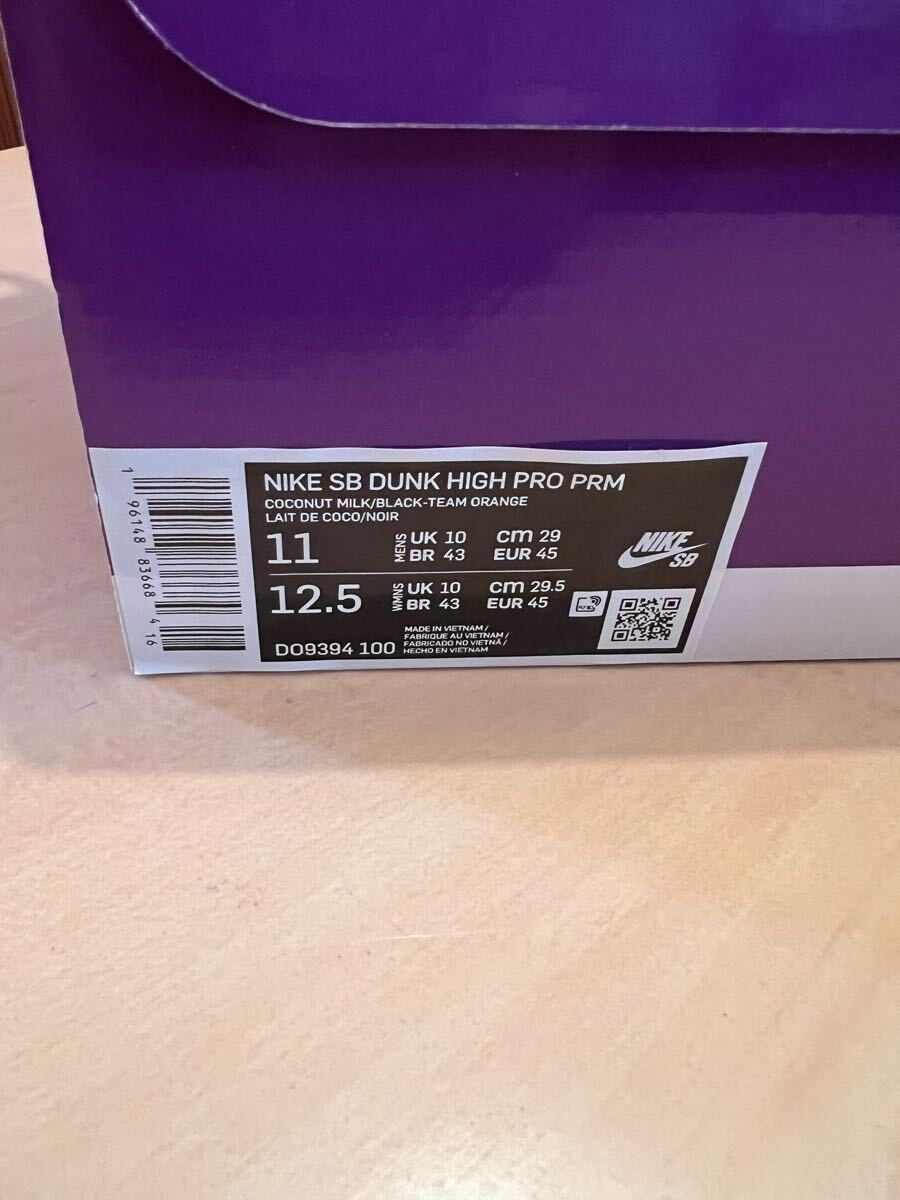 NIKE SB DUNK HIGH PRO PRM
COCONUT MILK/BLACK-TEAM ORANGE
LAIT DE COCO/NOIR
11 MENS UK 10 cm 29
BR 43 EUR 45
12.5 WMNS UK 10 cm 29.5
BR 43 EUR 45
DO9394 100
MADE IN VIETNAM /
FABRIQUE AU VIETNAM /
FABRICADO NO VIETNÃ /
HECHO EN VIETNAM
NIKE
SB
RFID
1 96148 83668 4 16